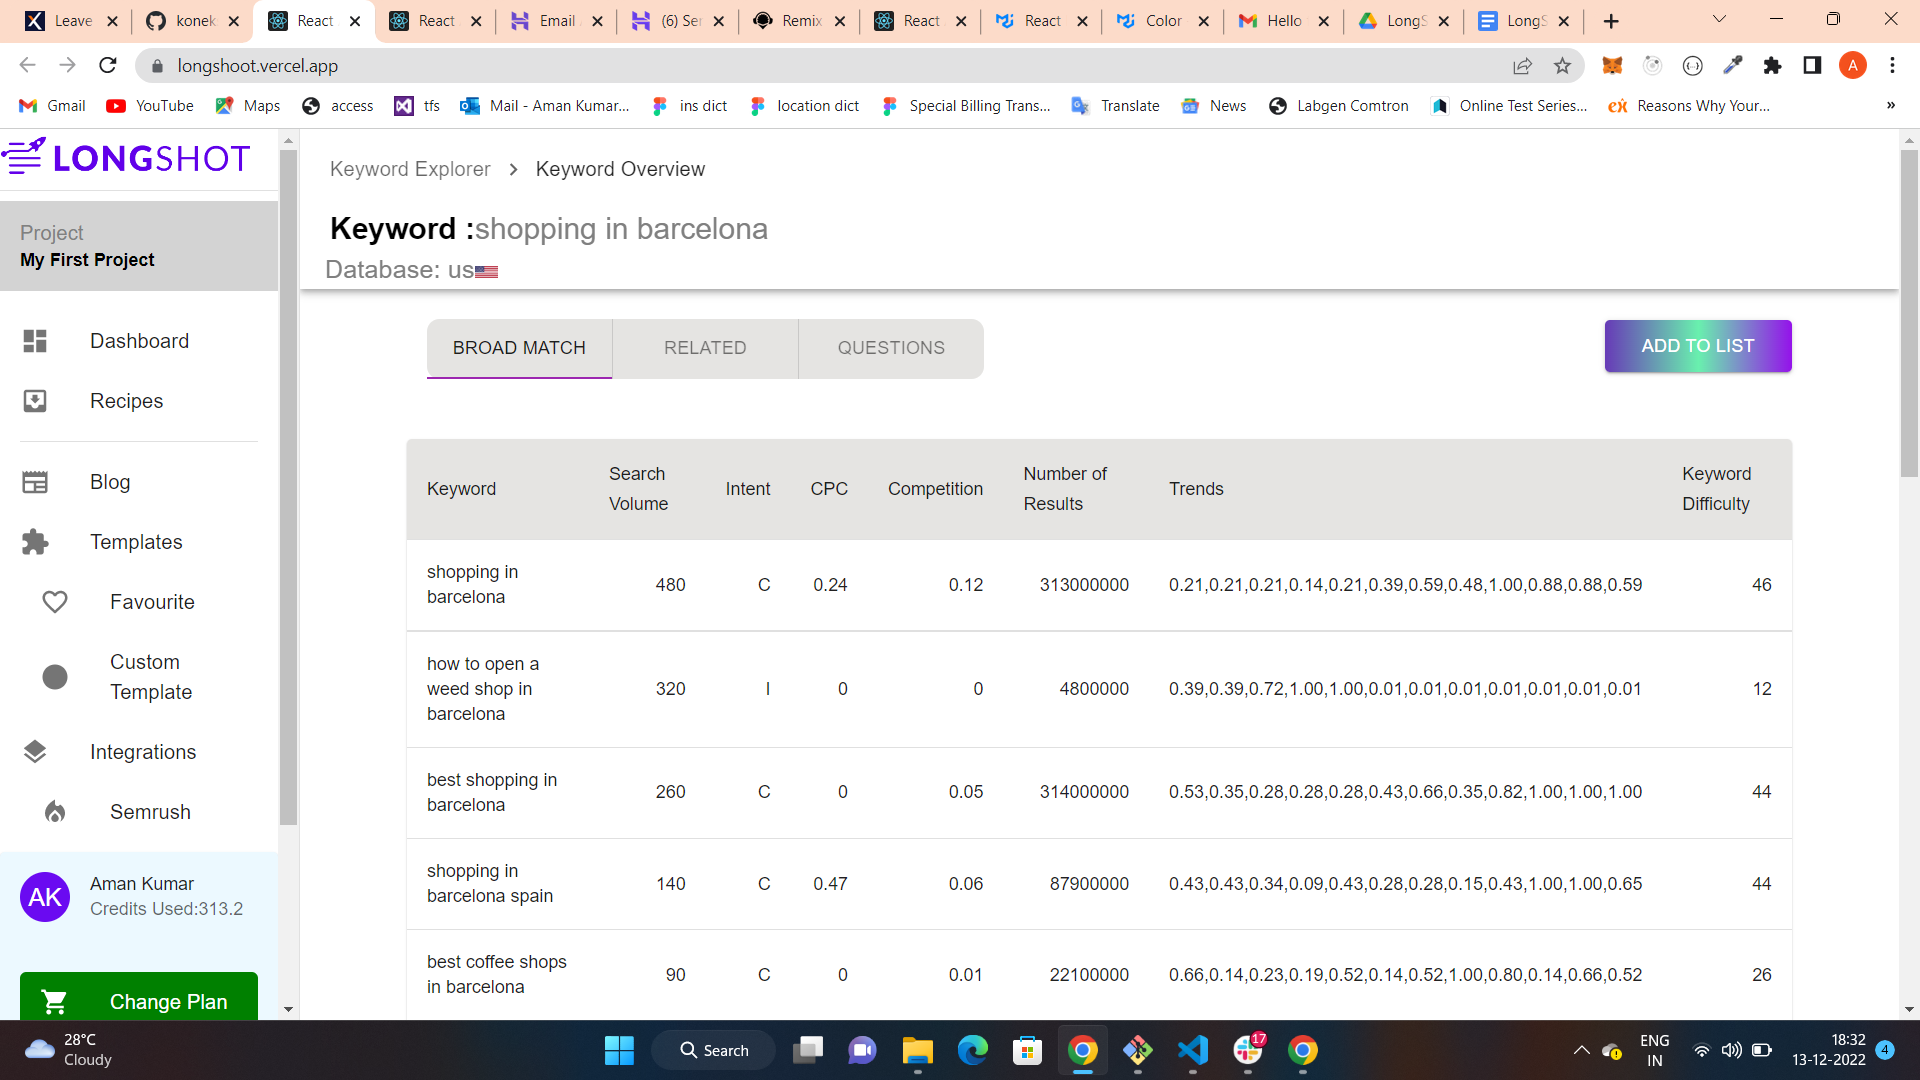 Leave
konek
React
React
Email
(6) Ser
Remix
React
React
Color
Hello
LongS
LongS
longshoot.vercel.app
A
Gmail
YouTube
Maps
access
tfs
Mail - Aman Kumar...
ins dict
location dict
Special Billing Trans...
Translate
News
Labgen Comtron
Online Test Series...
Reasons Why Your...
»
LONGSHOT
Project
My First Project
Dashboard
Recipes
Blog
Templates
Favourite
Custom
Template
Integrations
Semrush
AK
Aman Kumar
Credits Used:313.2
Change Plan
Keyword Explorer > Keyword Overview
Keyword :shopping in barcelona
Database: us
BROAD MATCH
RELATED
QUESTIONS
ADD TO LIST
Keyword
Search
Volume
Intent
CPC
Competition
Number of
Results
Trends
Keyword
Difficulty
shopping in
barcelona
480
C
0.24
0.12
313000000
0.21,0.21,0.21,0.14,0.21,0.39,0.59,0.48,1.00,0.88,0.88,0.59
46
how to open a
weed shop in
barcelona
320
I
0
0
4800000
0.39,0.39,0.72,1.00,1.00,0.01,0.01,0.01,0.01,0.01,0.01,0.01
12
best shopping in
barcelona
260
C
0
0.05
314000000
0.53,0.35,0.28,0.28,0.28,0.43,0.66,0.35,0.82,1.00,1.00,1.00
44
shopping in
barcelona spain
140
C
0.47
0.06
87900000
0.43,0.43,0.34,0.09,0.43,0.28,0.28,0.15,0.43,1.00,1.00,0.65
44
best coffee shops
in barcelona
90
C
0
0.01
22100000
0.66,0.14,0.23,0.19,0.52,0.14,0.52,1.00,0.80,0.14,0.66,0.52
26
28°C
Cloudy
Search
17
ENG
IN
18:32
13-12-2022
4